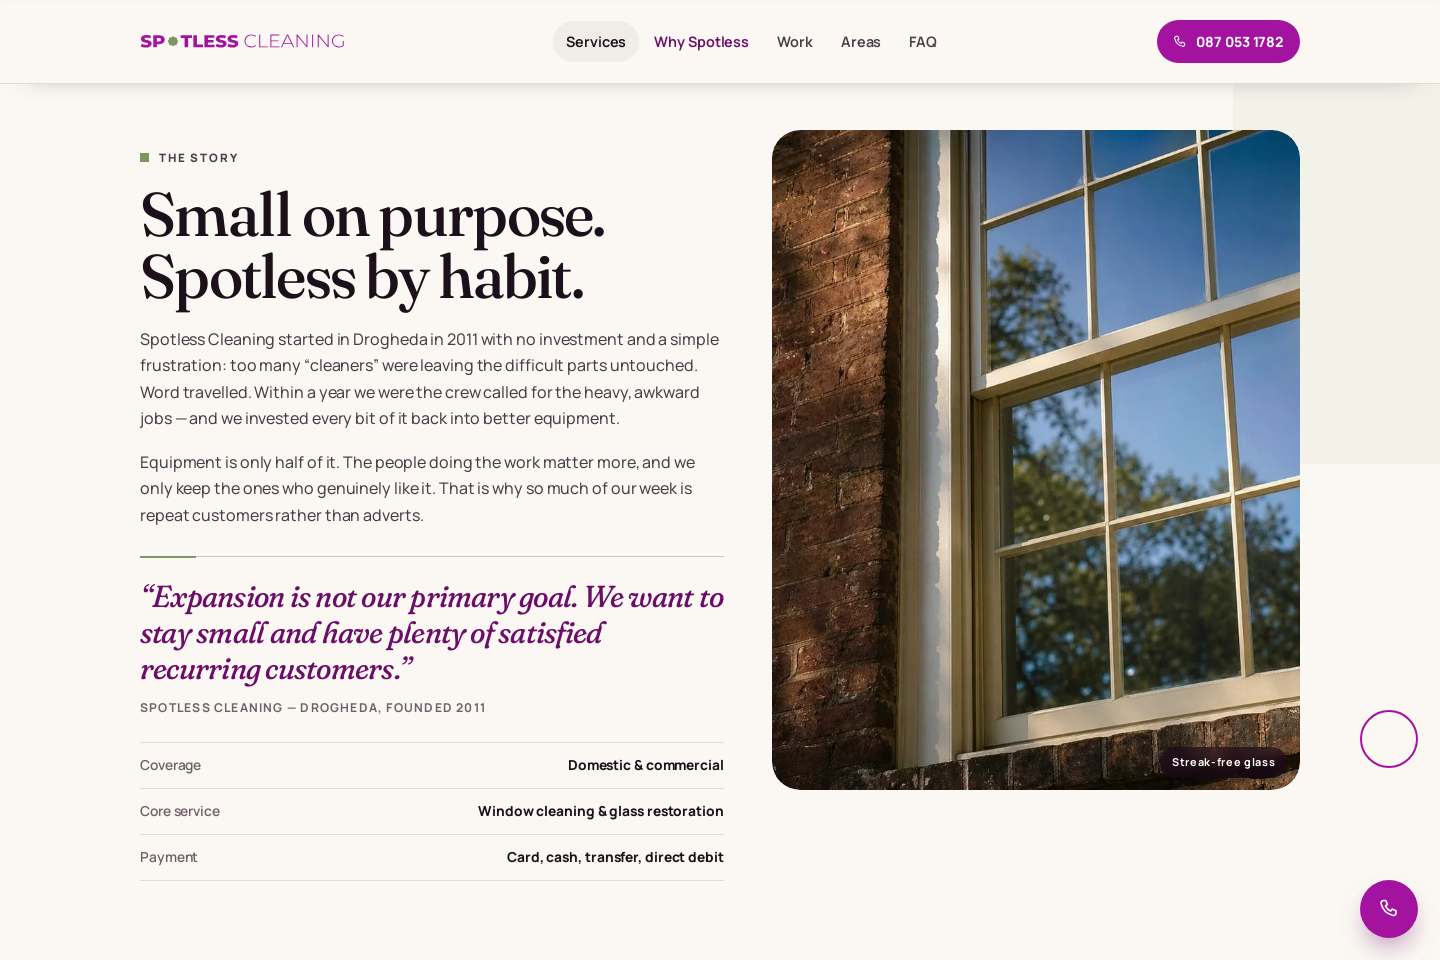 SP TLESS CLEANING
Services
Why Spotless
Work
Areas
FAQ
087 053 1782
THE STORY
Small on purpose.
Spotless by habit.
Spotless Cleaning started in Drogheda in 2011 with no investment and a simple
frustration: too many “cleaners” were leaving the difficult parts untouched.
Word travelled. Within a year we were the crew called for the heavy, awkward
jobs — and we invested every bit of it back into better equipment.
Equipment is only half of it. The people doing the work matter more, and we
only keep the ones who genuinely like it. That is why so much of our week is
repeat customers rather than adverts.
“Expansion is not our primary goal. We want to
stay small and have plenty of satisfied
recurring customers.”
SPOTLESS CLEANING — DROGHEDA, FOUNDED 2011
Coverage Domestic & commercial
Core service Window cleaning & glass restoration
Payment Card, cash, transfer, direct debit
Streak-free glass